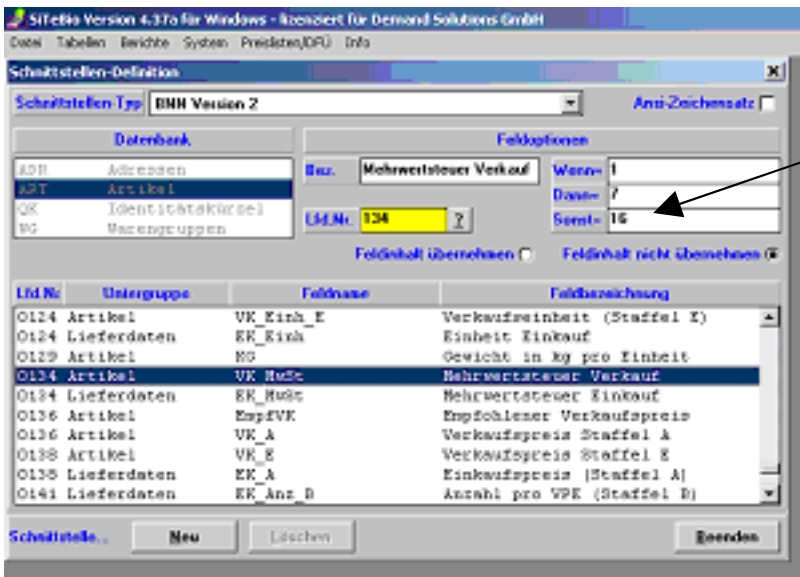 SiTeBio Version 4.37a für Windows - lizenziert für Demand Solutions GmbH
Datei Tabellen Berichte System Preislisten/DFÜ Info
Schnittstellen-Definition
Schnittstellen-Typ BNN Version 2 Ansi-Zeichensatz
Datenbank Feldoptionen
ADR Adressen
ART Artikel
QK Identitätskürzel
WG Warengruppen
Bez. Mehrwertsteuer Verkauf Wenn= 1
Dann= 7
Lfd.Nr. 134 ? Sonst= 16
Feldinhalt übernehmen Feldinhalt nicht übernehmen
Lfd.Nr Untergruppe Feldname Feldbezeichnung
0124 Artikel VK_Einh_E Verkaufseinheit (Staffel E)
0124 Lieferdaten EK_Einh Einheit Einkauf
0129 Artikel KG Gewicht in kg pro Einheit
0134 Artikel VK_MwSt Mehrwertsteuer Verkauf
0134 Lieferdaten EK_MwSt Mehrwertsteuer Einkauf
0136 Artikel EmpfVK Empfohlener Verkaufspreis
0136 Artikel VK_A Verkaufspreis Staffel A
0138 Artikel VK_E Verkaufspreis Staffel E
0138 Lieferdaten EK_A Einkaufspreis (Staffel A)
0141 Lieferdaten EK_Anz_B Anzahl pro VPE (Staffel B)
Schnittstelle... Neu Löschen Beenden